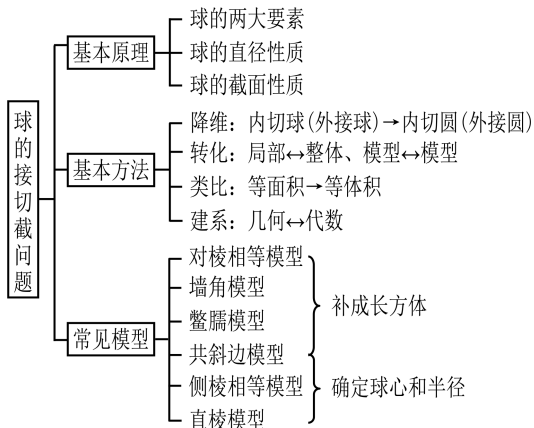 球的接切截问题
基本原理
球的两大要素
球的直径性质
球的截面性质
基本方法
降维：内切球(外接球)→内切圆(外接圆)
转化：局部↔整体、模型↔模型
类比：等面积→等体积
建系：几何↔代数
常见模型
对棱相等模型
墙角模型
鳖臑模型
共斜边模型
侧棱相等模型
直棱模型
补成长方体
确定球心和半径